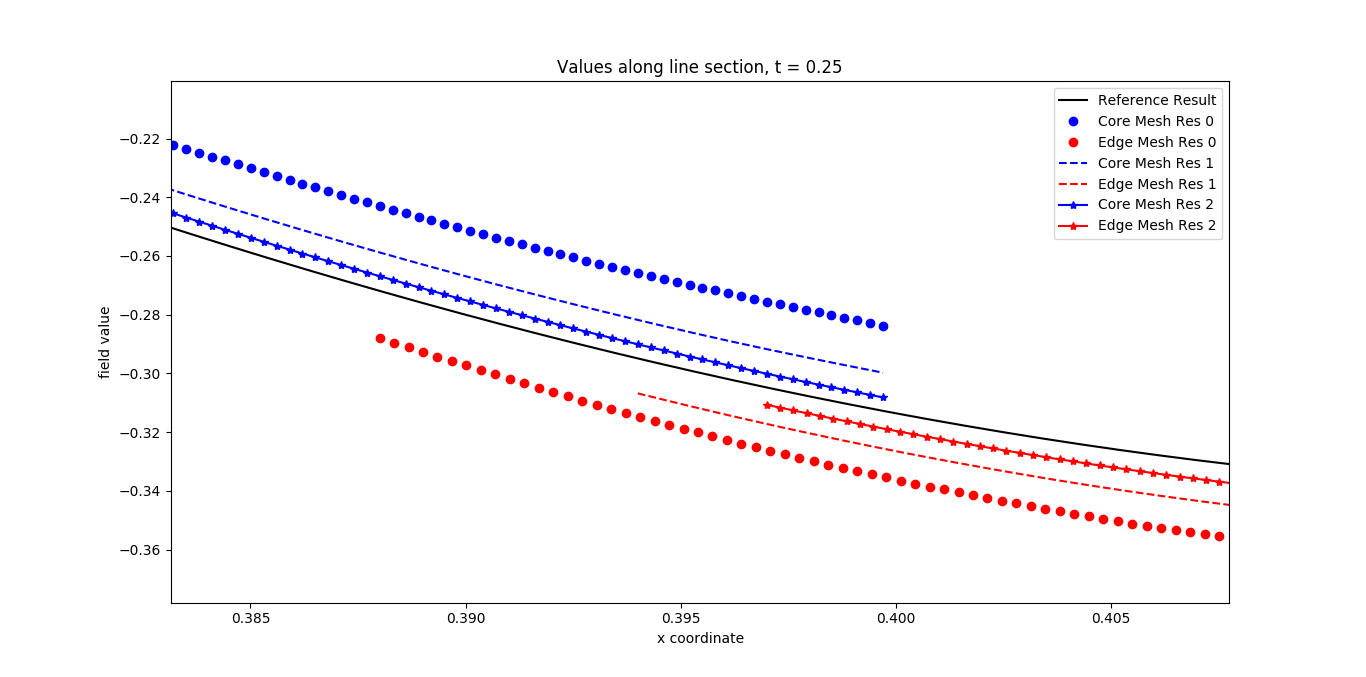 Values along line section, t = 0.25
Reference Result
Core Mesh Res 0
Edge Mesh Res 0
Core Mesh Res 1
Edge Mesh Res 1
Core Mesh Res 2
Edge Mesh Res 2
field value
−0.22
−0.24
−0.26
−0.28
−0.30
−0.32
−0.34
−0.36
0.385
0.390
0.395
0.400
0.405
x coordinate